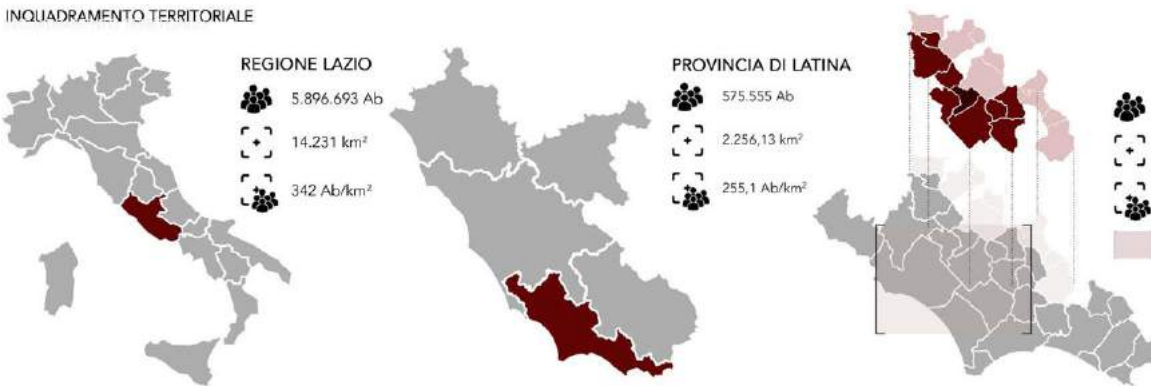 INQUADRAMENTO TERRITORIALE
REGIONE LAZIO
5.896.693 Ab
14.231 km²
342 Ab/km²
PROVINCIA DI LATINA
575.555 Ab
2.256,13 km²
255,1 Ab/km²